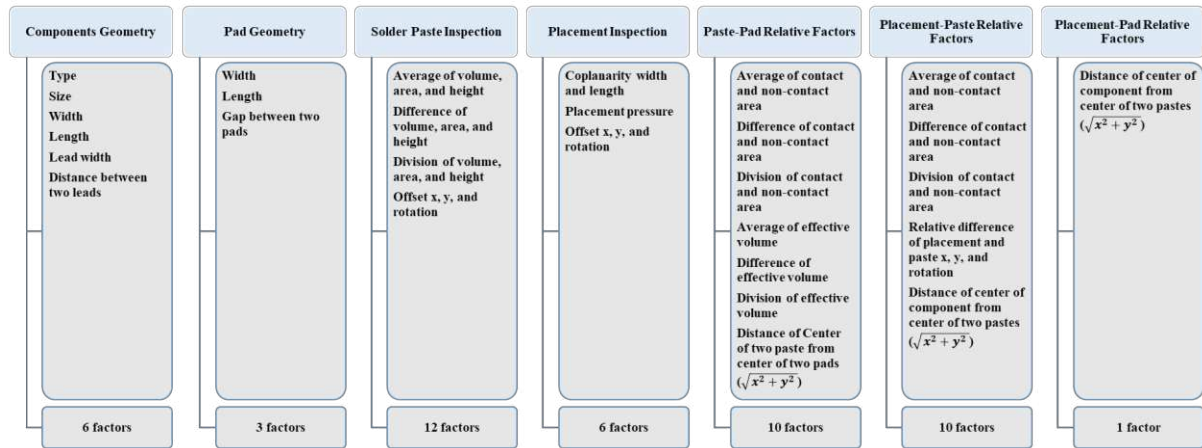 Components Geometry
Type
Size
Width
Length
Lead width
Distance between
two leads
6 factors
Pad Geometry
Width
Length
Gap between two
pads
3 factors
Solder Paste Inspection
Average of volume,
area, and height
Difference of
volume, area, and
height
Division of volume,
area, and height
Offset x, y, and
rotation
12 factors
Placement Inspection
Coplanarity width
and length
Placement pressure
Offset x, y, and
rotation
6 factors
Paste-Pad Relative Factors
Average of contact
and non-contact
area
Difference of contact
and non-contact
area
Division of contact
and non-contact
area
Average of effective
volume
Difference of
effective volume
Division of effective
volume
Distance of Center
of two paste from
center of two pads
(√x² + y²)
10 factors
Placement-Paste Relative
Factors
Average of contact
and non-contact
area
Difference of contact
and non-contact
area
Division of contact
and non-contact
area
Relative difference
of placement and
paste x, y, and
rotation
Distance of center of
component from
center of two pastes
(√x² + y²)
10 factors
Placement-Pad Relative
Factors
Distance of center of
component from
center of two pastes
(√x² + y²)
1 factor